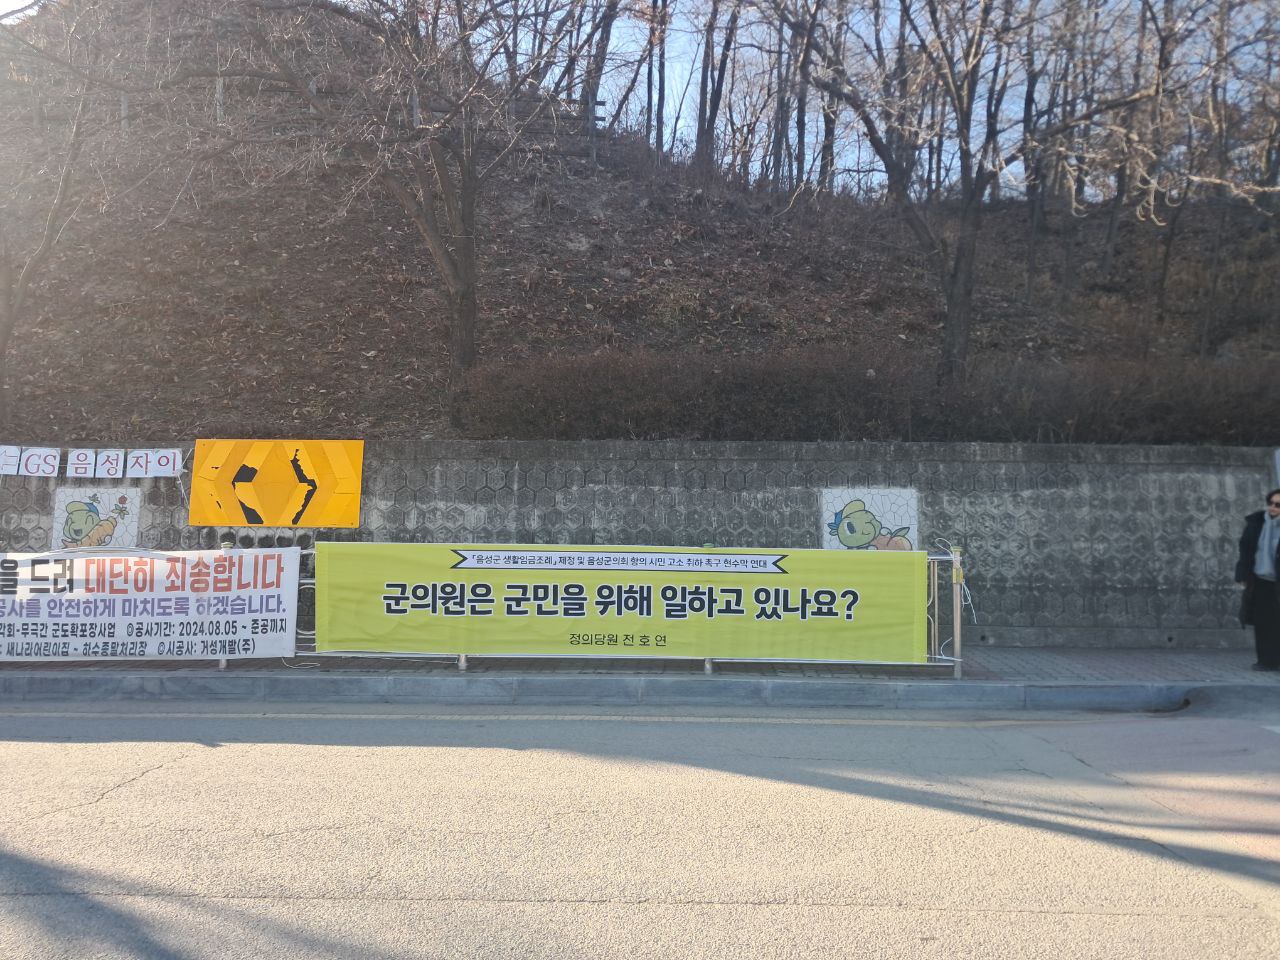 GS 음성자이
을 드려 대단히 죄송합니다
공사를 안전하게 마치도록 하겠습니다.
각회-무극간 군도확포장사업 ◎공사기간: 2024.08.05 ~ 준공까지
: 새나라어린이집 ~ 하수종말처리장 ◎시공사: 거성개발(주)
「음성군 생활임금조례」 제정 및 음성군의회 항의 시민 고소 취하 촉구 현수막 연대
군의원은 군민을 위해 일하고 있나요?
정의당원 전호연